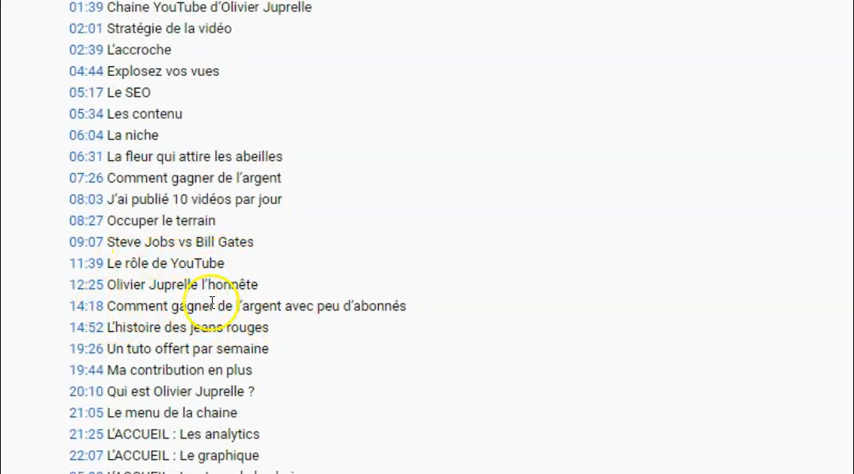 01:39 Chaine YouTube d’Olivier Juprelle
02:01 Stratégie de la vidéo
02:39 L’accroche
04:44 Explosez vos vues
05:17 Le SEO
05:34 Les contenu
06:04 La niche
06:31 La fleur qui attire les abeilles
07:26 Comment gagner de l’argent
08:03 J’ai publié 10 vidéos par jour
08:27 Occuper le terrain
09:07 Steve Jobs vs Bill Gates
11:39 Le rôle de YouTube
12:25 Olivier Juprelle l’honnête
14:18 Comment gagner de l’argent avec peu d’abonnés
14:52 L’histoire des jeans rouges
19:26 Un tuto offert par semaine
19:44 Ma contribution en plus
20:10 Qui est Olivier Juprelle ?
21:05 Le menu de la chaine
21:25 L’ACCUEIL : Les analytics
22:07 L’ACCUEIL : Le graphique